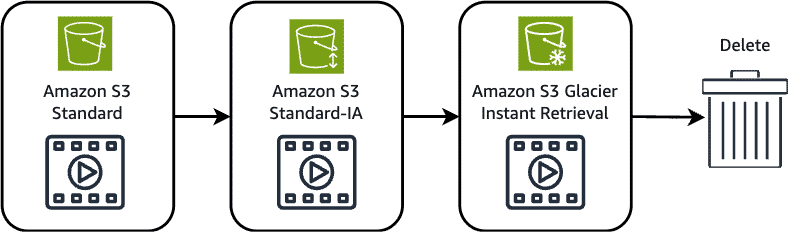 Amazon S3
Standard
Amazon S3
Standard-IA
Amazon S3 Glacier
Instant Retrieval
Delete